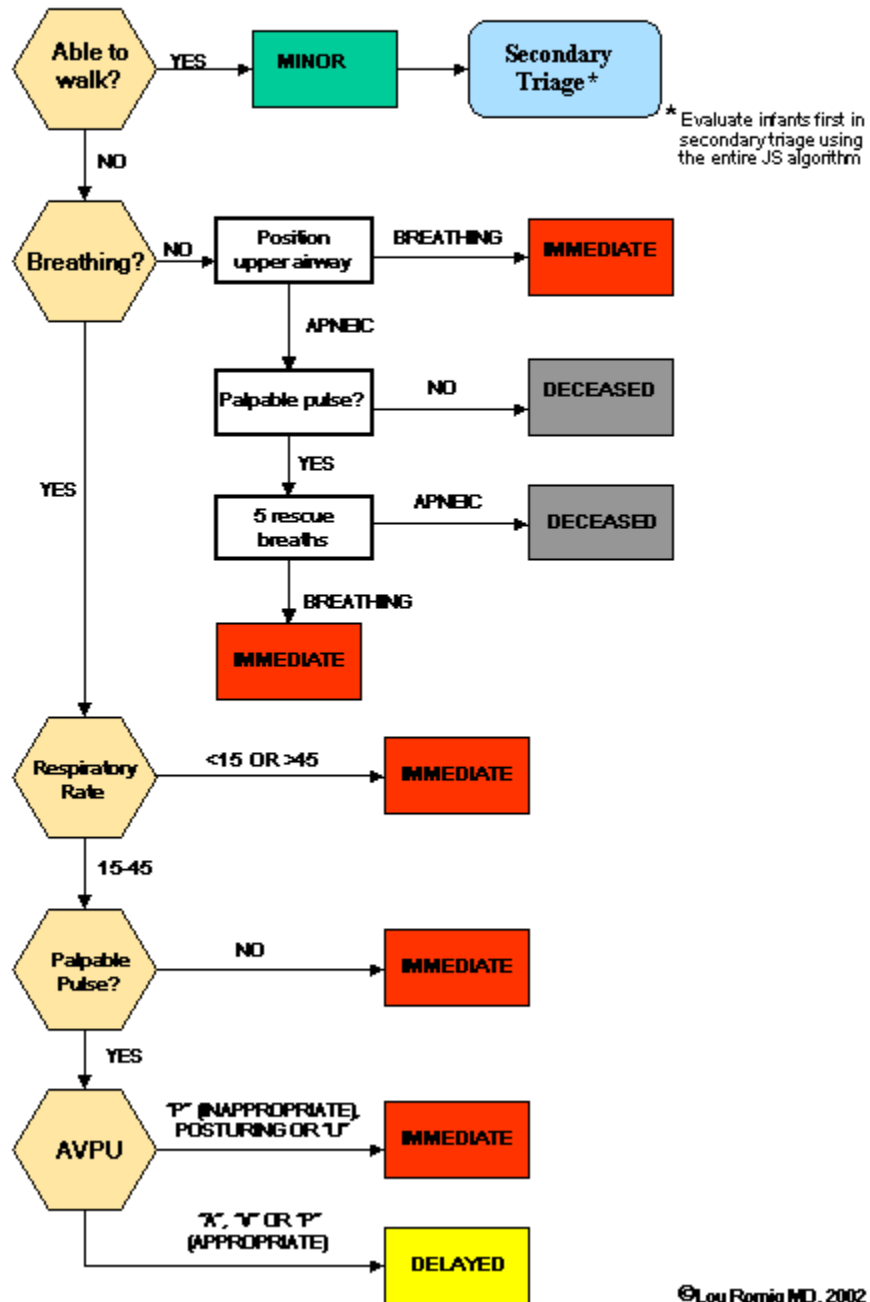 Able to
walk?
YES
MINOR
Secondary
Triage*
* Evaluate infants first in
secondary triage using
the entire JS algorithm
NO
Breathing?
NO
Position
upper airway
BREATHING
IMMEDIATE
APNEIC
Palpable pulse?
NO
DECEASED
YES
YES
5 rescue
breaths
APNEIC
DECEASED
BREATHING
IMMEDIATE
Respiratory
Rate
<15 OR >45
IMMEDIATE
15-45
Palpable
Pulse?
NO
IMMEDIATE
YES
AVPU
"P" (INAPPROPRIATE),
POSTURING OR "U"
IMMEDIATE
"A", "V" OR "P"
(APPROPRIATE)
DELAYED
©Lou Romig MD, 2002